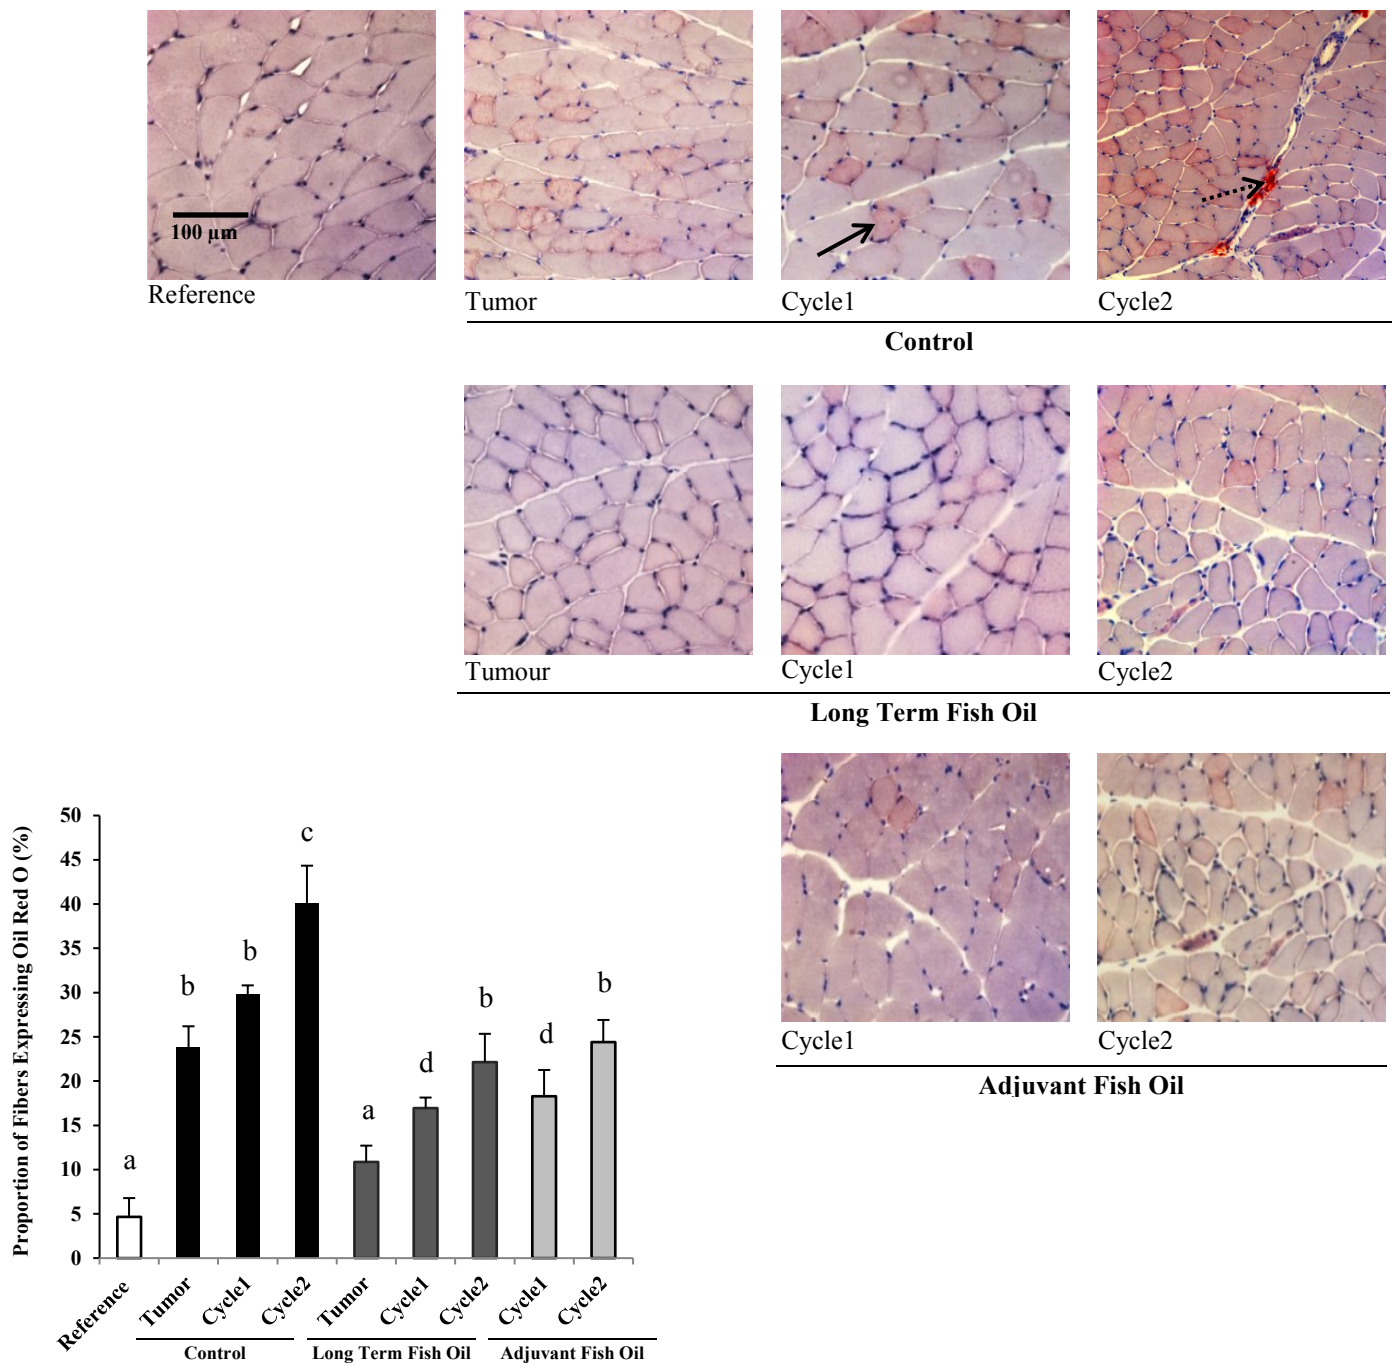 100 µm
Reference
Tumor
Cycle1
Cycle2
Control
Tumour
Cycle1
Cycle2
Long Term Fish Oil
Cycle1
Cycle2
Adjuvant Fish Oil
Proportion of Fibers Expressing Oil Red O (%)
50
45
40
35
30
25
20
15
10
5
0
a
b
b
c
a
d
b
d
b
Reference
Tumor
Cycle1
Cycle2
Tumor
Cycle1
Cycle2
Cycle1
Cycle2
Control
Long Term Fish Oil
Adjuvant Fish Oil